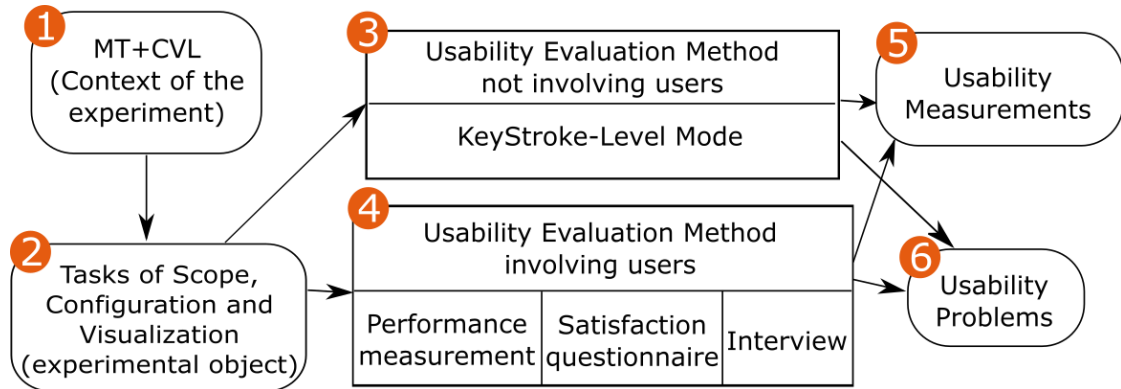 1
MT+CVL
(Context of the
experiment)
2
Tasks of Scope,
Configuration and
Visualization
(experimental object)
3
Usability Evaluation Method
not involving users
KeyStroke-Level Mode
4
Usability Evaluation Method
involving users
Performance
measurement
Satisfaction
questionnaire
Interview
5
Usability
Measurements
6
Usability
Problems